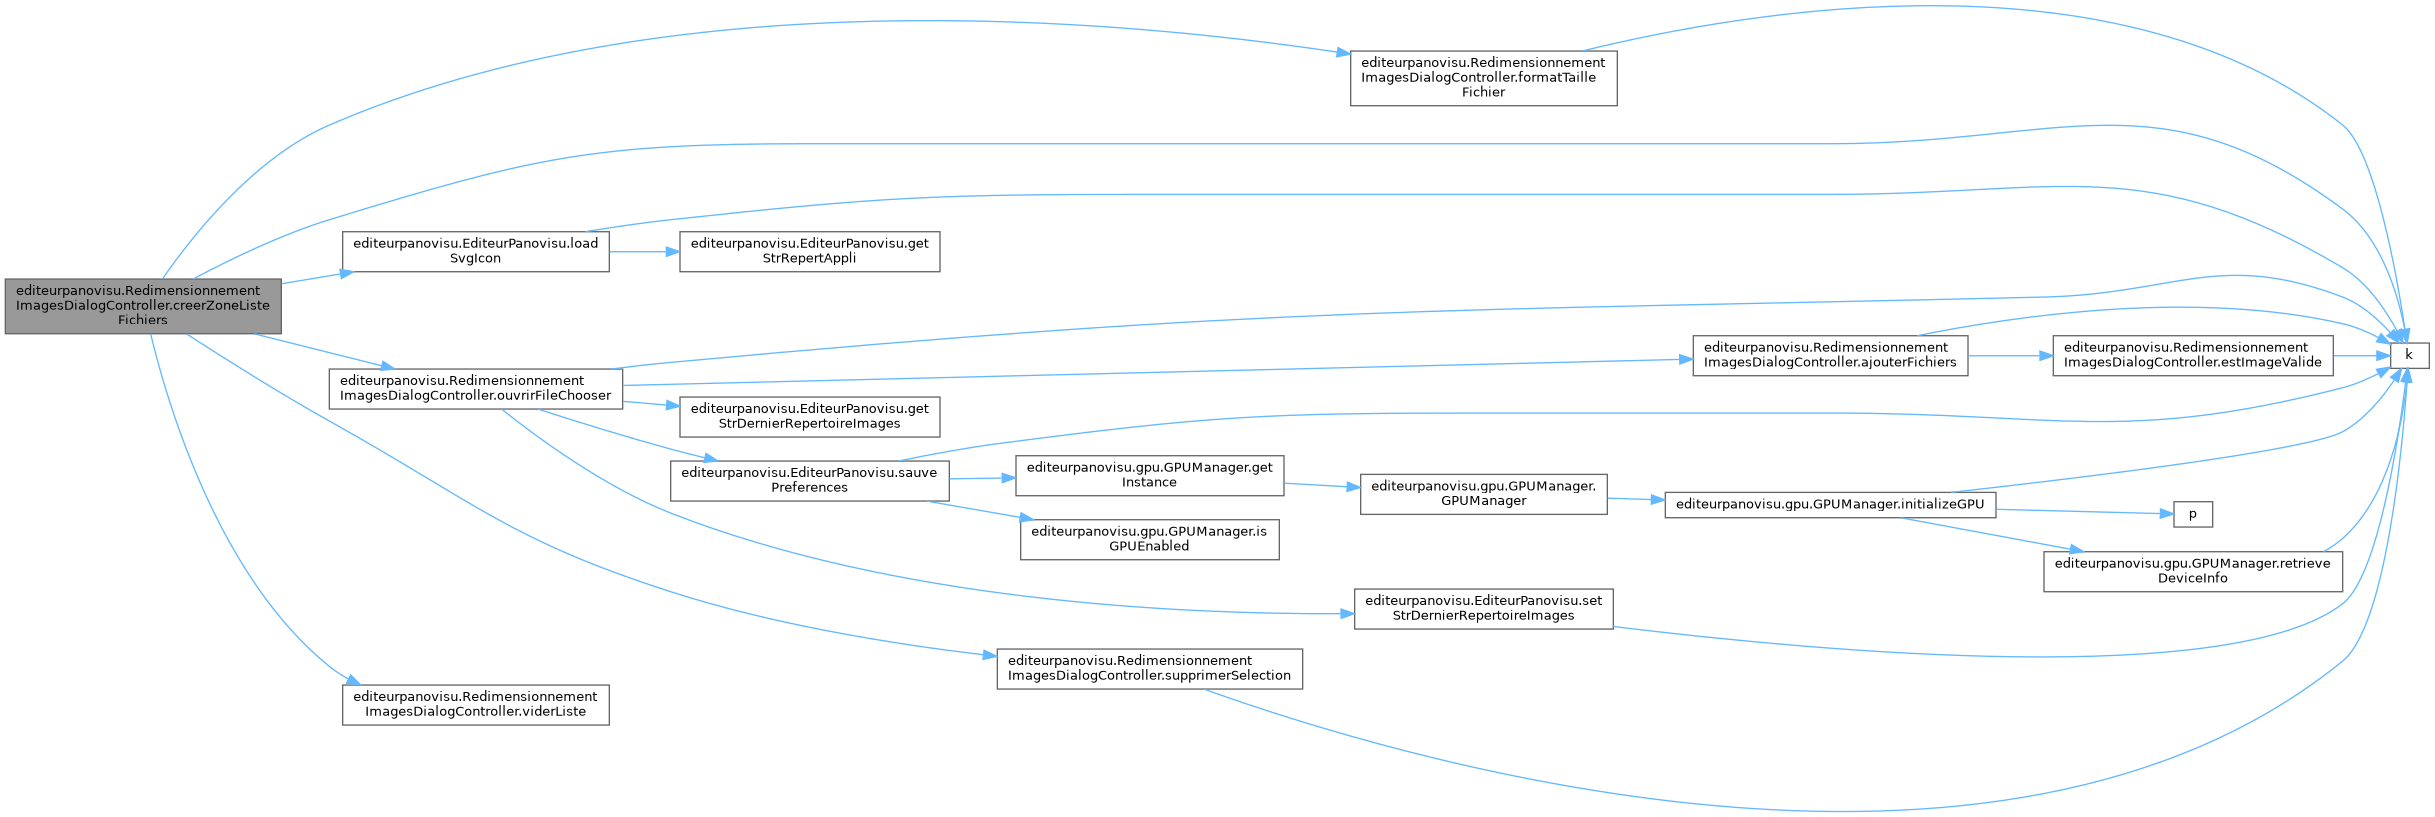 editeurpanovisu.Redimensionnement
ImagesDialogController.creerZoneListe
Fichiers
editeurpanovisu.Redimensionnement
ImagesDialogController.formatTaille
Fichier
editeurpanovisu.EditeurPanovisu.load
SvgIcon
editeurpanovisu.EditeurPanovisu.get
StrRepertAppli
editeurpanovisu.Redimensionnement
ImagesDialogController.ouvrirFileChooser
editeurpanovisu.Redimensionnement
ImagesDialogController.ajouterFichiers
editeurpanovisu.Redimensionnement
ImagesDialogController.estImageValide
k
editeurpanovisu.EditeurPanovisu.get
StrDernierRepertoireImages
editeurpanovisu.EditeurPanovisu.sauve
Preferences
editeurpanovisu.gpu.GPUManager.get
Instance
editeurpanovisu.gpu.GPUManager.
GPUManager
editeurpanovisu.gpu.GPUManager.initializeGPU
p
editeurpanovisu.gpu.GPUManager.is
GPUEnabled
editeurpanovisu.gpu.GPUManager.retrieve
DeviceInfo
editeurpanovisu.EditeurPanovisu.set
StrDernierRepertoireImages
editeurpanovisu.Redimensionnement
ImagesDialogController.supprimerSelection
editeurpanovisu.Redimensionnement
ImagesDialogController.viderListe